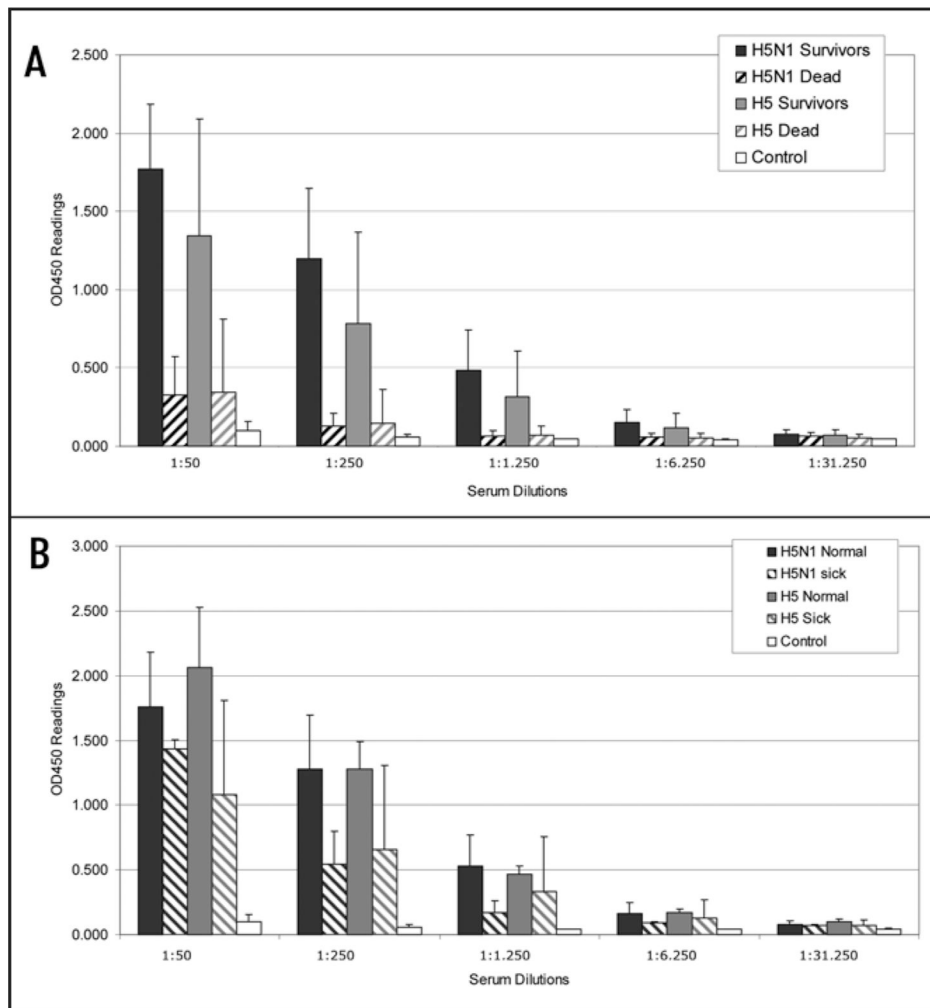 A
H5N1 Survivors
H5N1 Dead
H5 Survivors
H5 Dead
Control
2.500
2.000
1.500
1.000
0.500
0.000
OD450 Readings
1:50 1:250 1:1.250 1:6.250 1:31.250
Serum Dilutions
B
H5N1 Normal
H5N1 sick
H5 Normal
H5 Sick
Control
3.000
2.500
2.000
1.500
1.000
0.500
0.000
OD450 Readings
1:50 1:250 1:1.250 1:6.250 1:31.250
Serum Dilutions